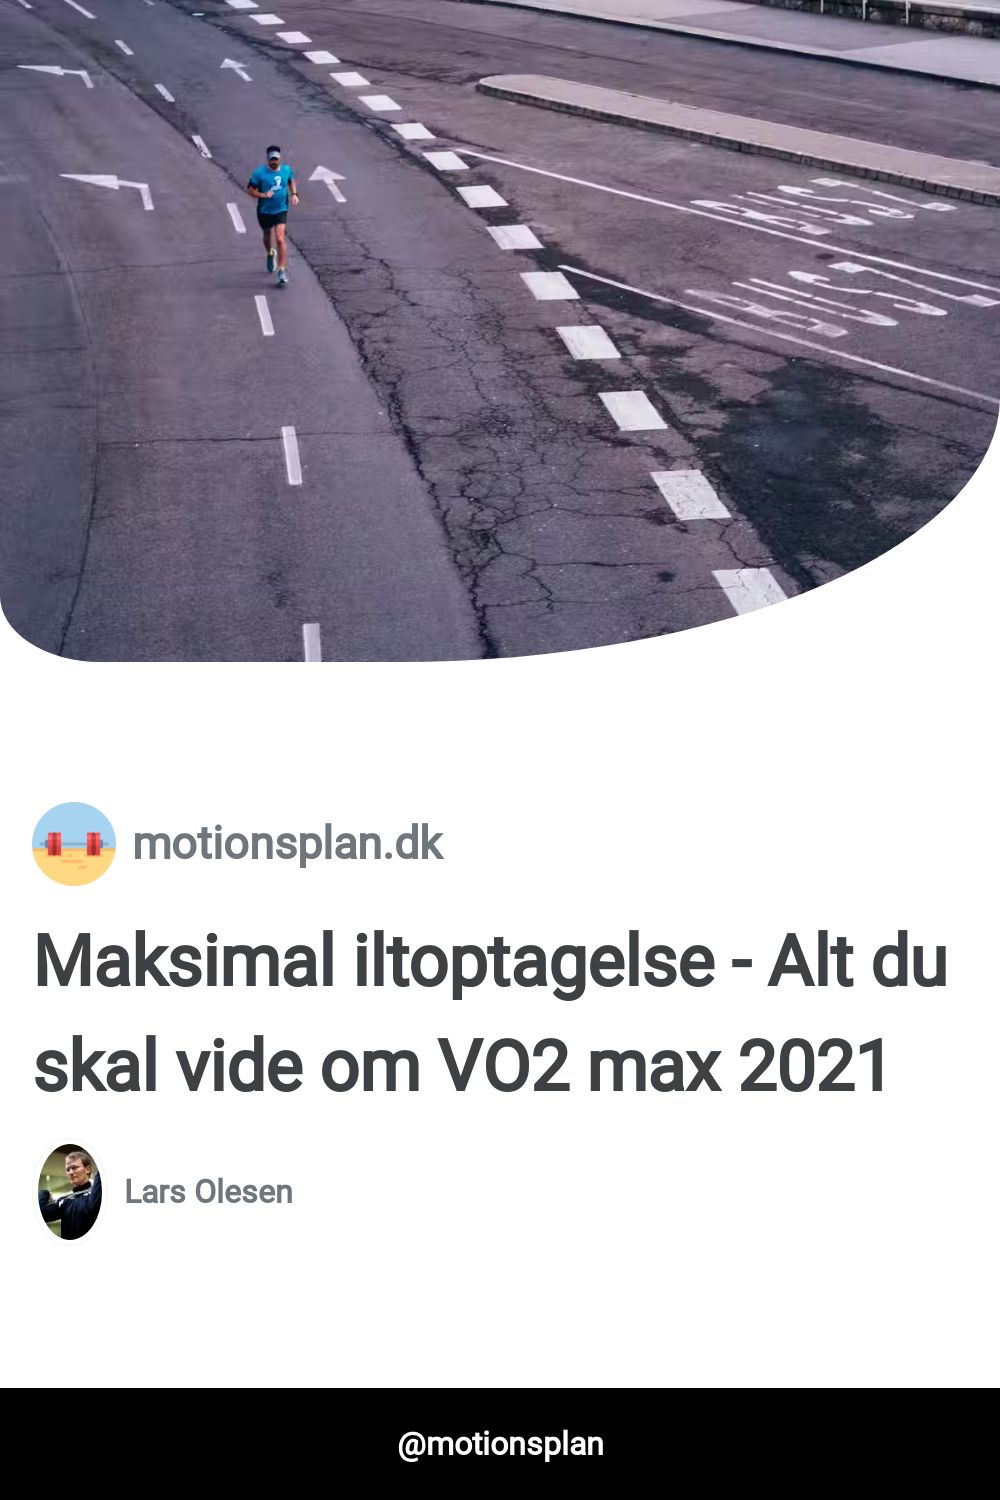 motionsplan.dk
Maksimal iltoptagelse - Alt du
skal vide om VO2 max 2021
Lars Olesen
@motionsplan